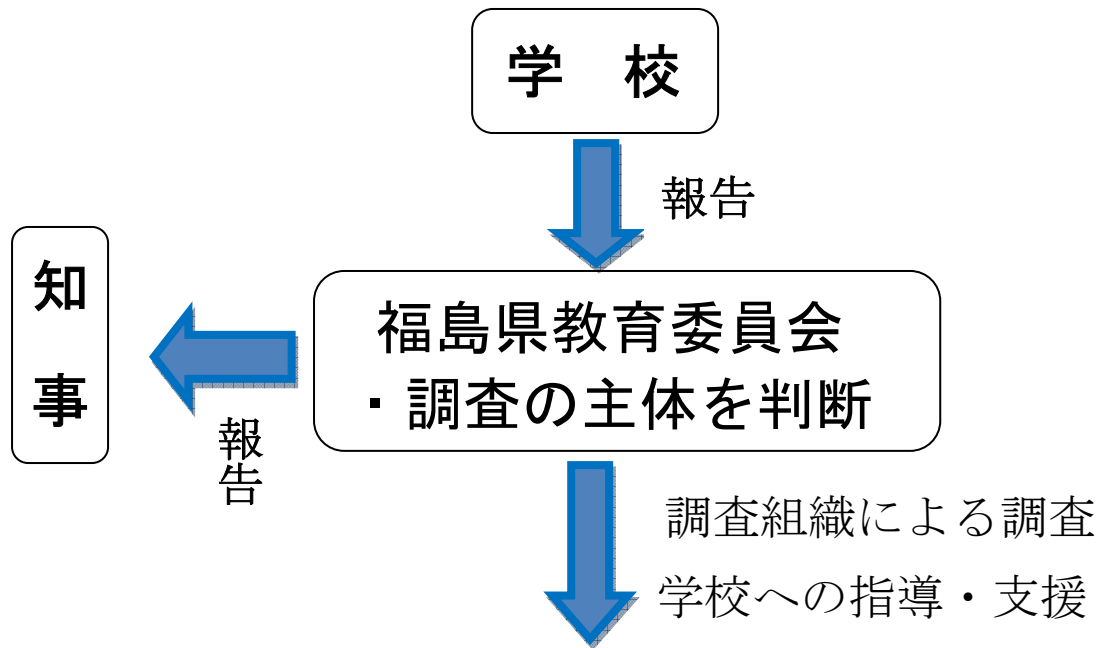 学　校
報告
知事
福島県教育委員会
・調査の主体を判断
報告
調査組織による調査
学校への指導・支援